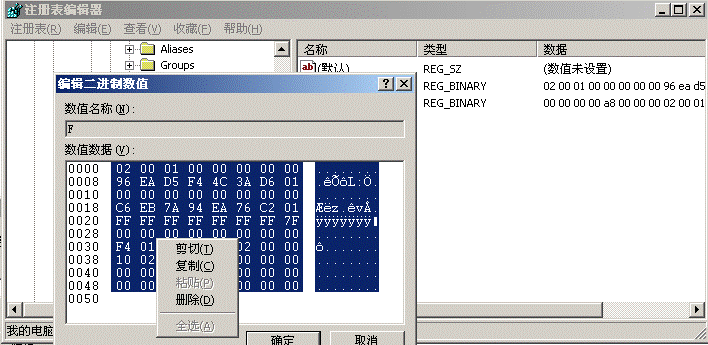 注册表编辑器
注册表(R) 编辑(E) 查看(V) 收藏(F) 帮助(H)
Aliases
Groups
名称 类型 数据
ab (默认) REG_SZ (数值未设置)
REG_BINARY 02 00 01 00 00 00 00 00 96 ea d5
REG_BINARY 00 00 00 00 a8 00 00 00 02 00 01
编辑二进制数值
数值名称(N):
F
数值数据(V):
0000 02 00 01 00 00 00 00 00 ........
0008 96 EA D5 F4 4C 3A D6 01 .êÕôL:Ö.
0010 00 00 00 00 00 00 00 00 ........
0018 C6 EB 7A 94 EA 76 C2 01 Æëz.êvÂ.
0020 FF FF FF FF FF FF FF 7F ÿÿÿÿÿÿÿ
0028 00 00 00 00 00 ........
0030 F4 01 02 00 00 ô.......
10 02 00 00 ........
0040 00 00 00 00 ........
0048 00 00 00 00 ........
0050
剪切(T)
复制(C)
粘贴(P)
删除(D)
全选(A)
确定 取消
我的电脑